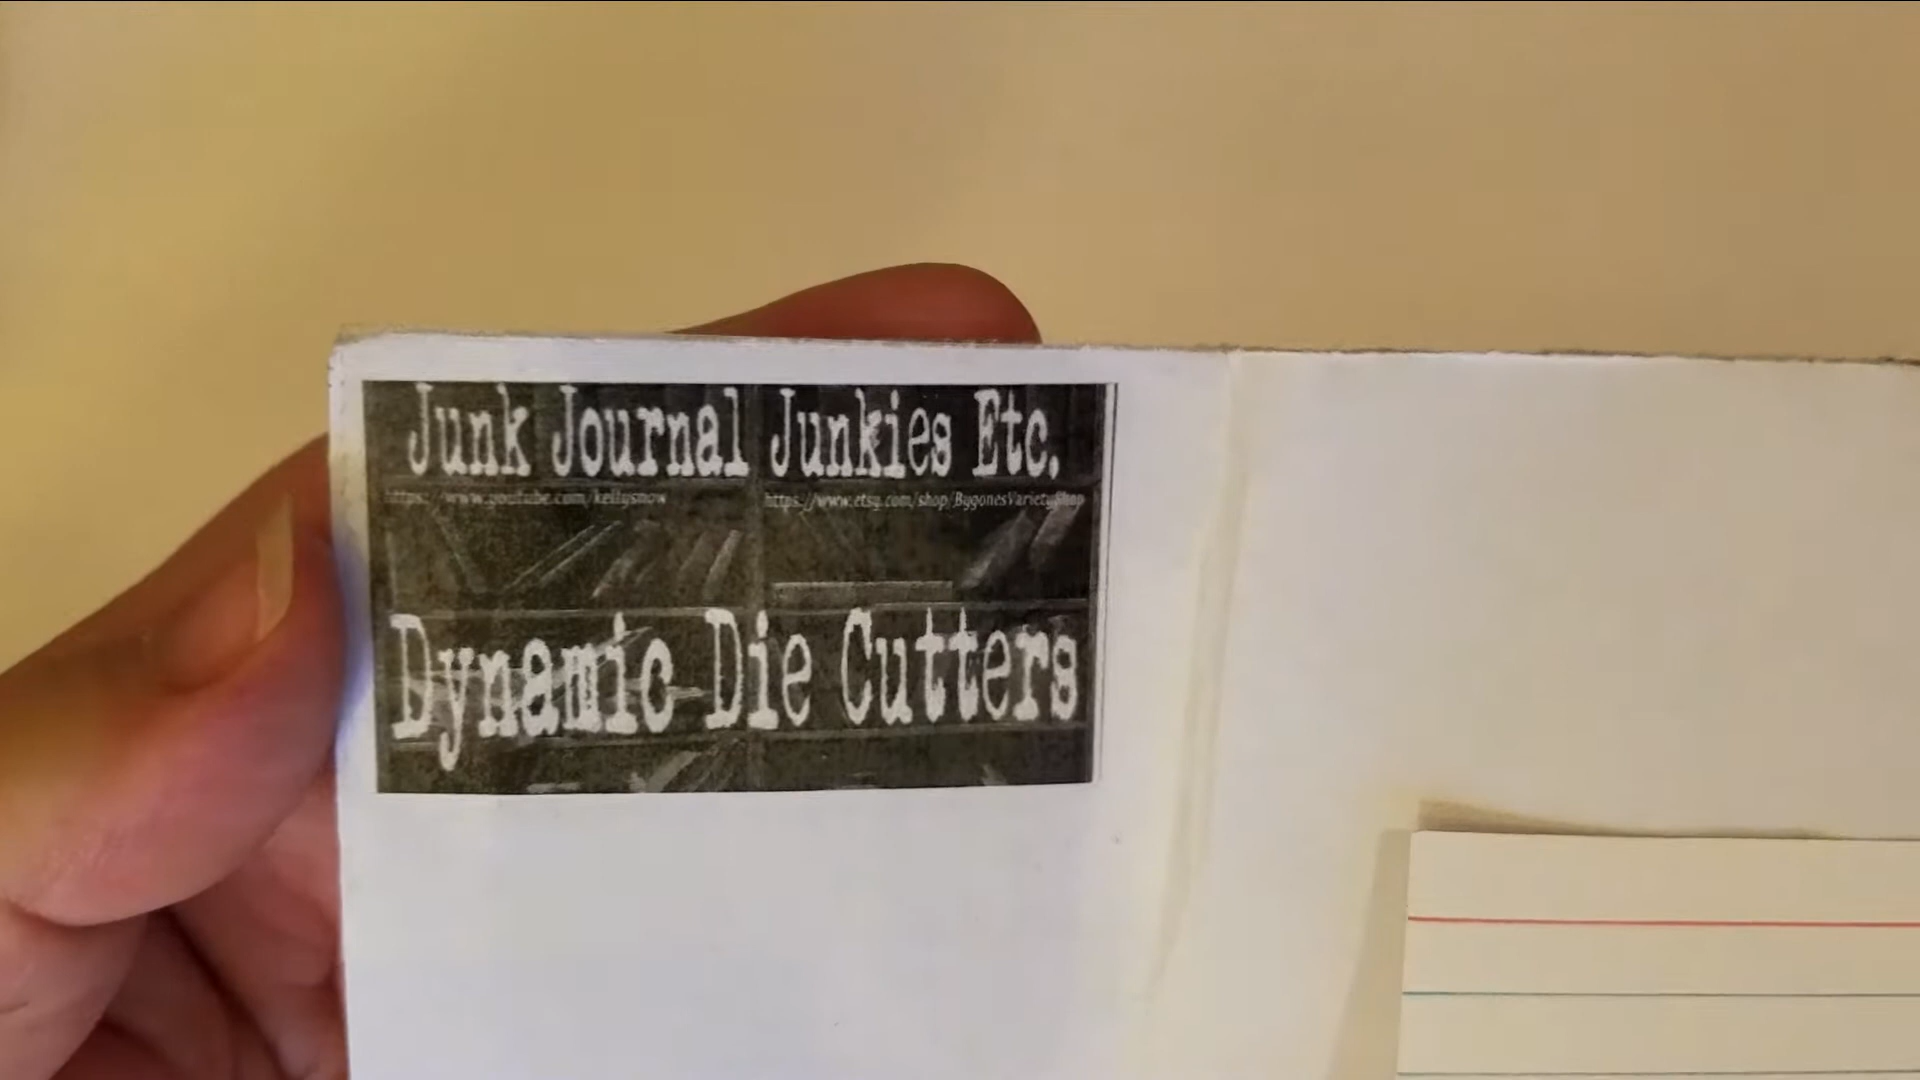 Junk Journal Junkies Etc.
https://www.youtube.com/kellysnow https://www.etsy.com/shop/BygonesVarietyShop
Dynamic Die Cutters